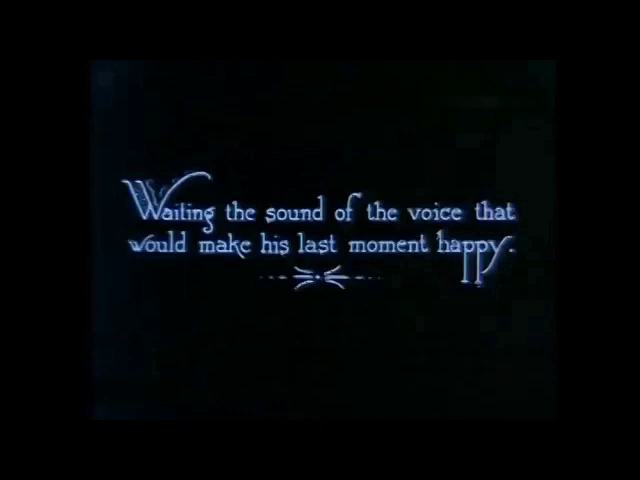 Waiting the sound of the voice that
would make his last moment happy.